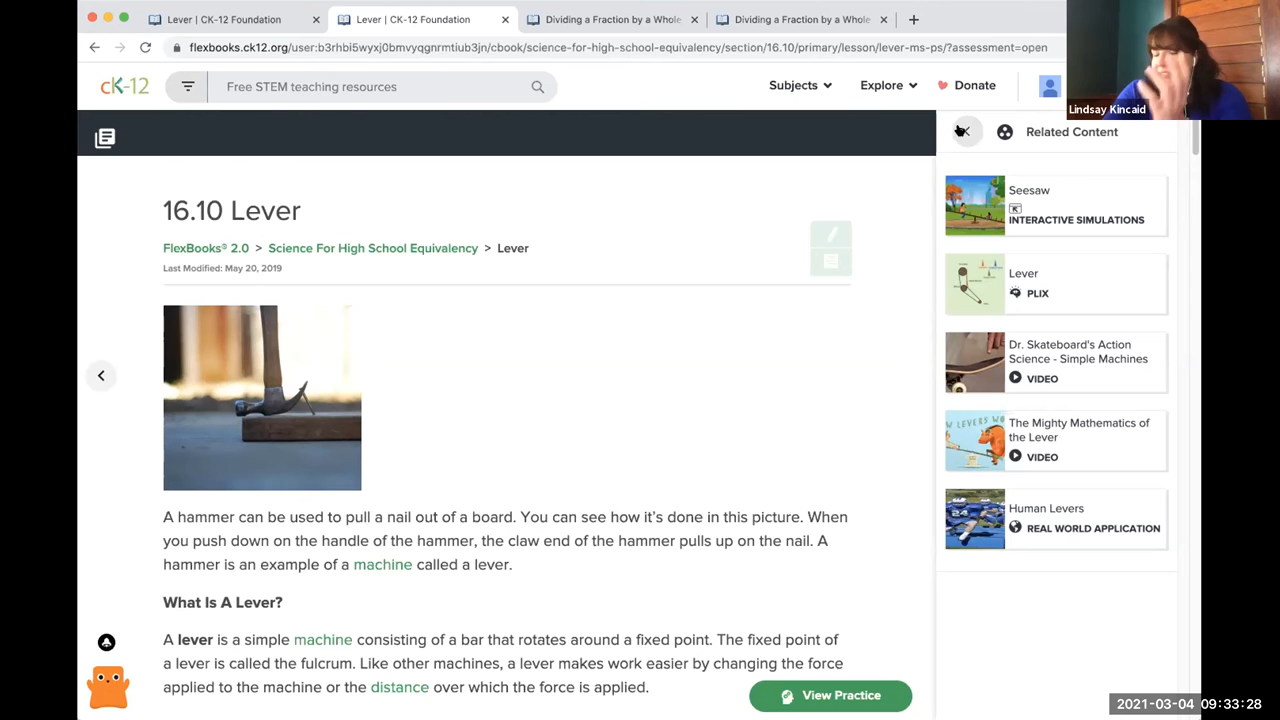 Lever | CK-12 Foundation
Lever | CK-12 Foundation
Dividing a Fraction by a Whole
Dividing a Fraction by a Whole
flexbooks.ck12.org/user:b3rhbi5wyxj0bmvyqgnrmtiub3jn/cbook/science-for-high-school-equivalency/section/16.10/primary/lesson/lever-ms-ps/?assessment=open
cK-12
Free STEM teaching resources
Subjects
Explore
Donate
Lindsay Kincaid
Related Content
16.10 Lever
FlexBooks® 2.0 > Science For High School Equivalency > Lever
Last Modified: May 20, 2019
A hammer can be used to pull a nail out of a board. You can see how it's done in this picture. When
you push down on the handle of the hammer, the claw end of the hammer pulls up on the nail. A
hammer is an example of a machine called a lever.
What Is A Lever?
A lever is a simple machine consisting of a bar that rotates around a fixed point. The fixed point of
a lever is called the fulcrum. Like other machines, a lever makes work easier by changing the force
applied to the machine or the distance over which the force is applied.
View Practice
Seesaw
INTERACTIVE SIMULATIONS
Lever
PLIX
Dr. Skateboard's Action
Science - Simple Machines
VIDEO
The Mighty Mathematics of
the Lever
VIDEO
Human Levers
REAL WORLD APPLICATION
2021-03-04 09:33:28